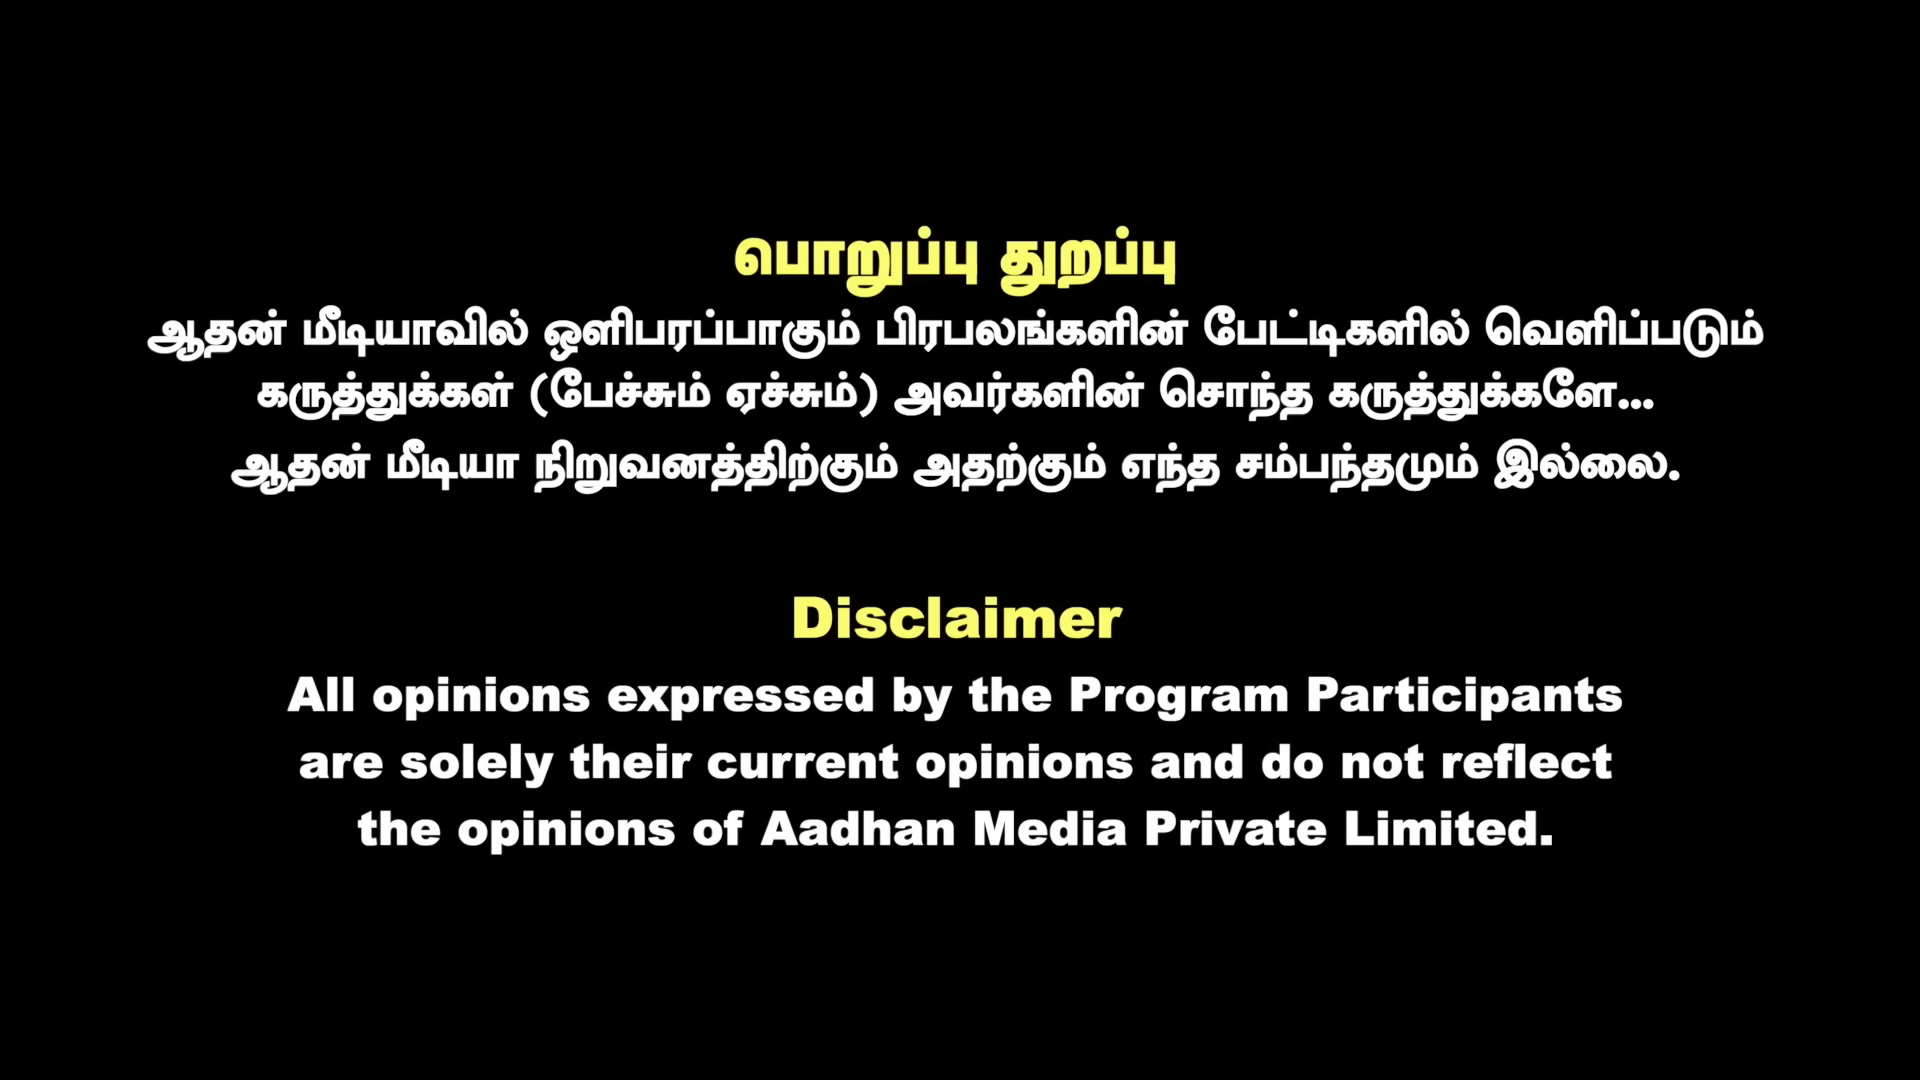 பொறுப்பு துறப்பு
ஆதன் மீடியாவில் ஒளிபரப்பாகும் பிரபலங்களின் பேட்டிகளில் வெளிப்படும்
கருத்துக்கள் (பேச்சும் ஏச்சும்) அவர்களின் சொந்த கருத்துக்களே...
ஆதன் மீடியா நிறுவனத்திற்கும் அதற்கும் எந்த சம்பந்தமும் இல்லை.
Disclaimer
All opinions expressed by the Program Participants
are solely their current opinions and do not reflect
the opinions of Aadhan Media Private Limited.